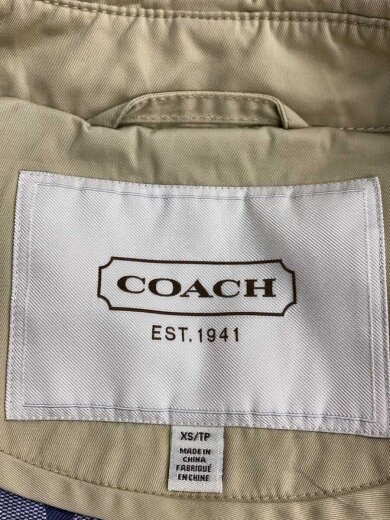 COACH
EST. 1941
XS/TP
MADE IN
CHINA
FABRIQUÉ
EN CHINE